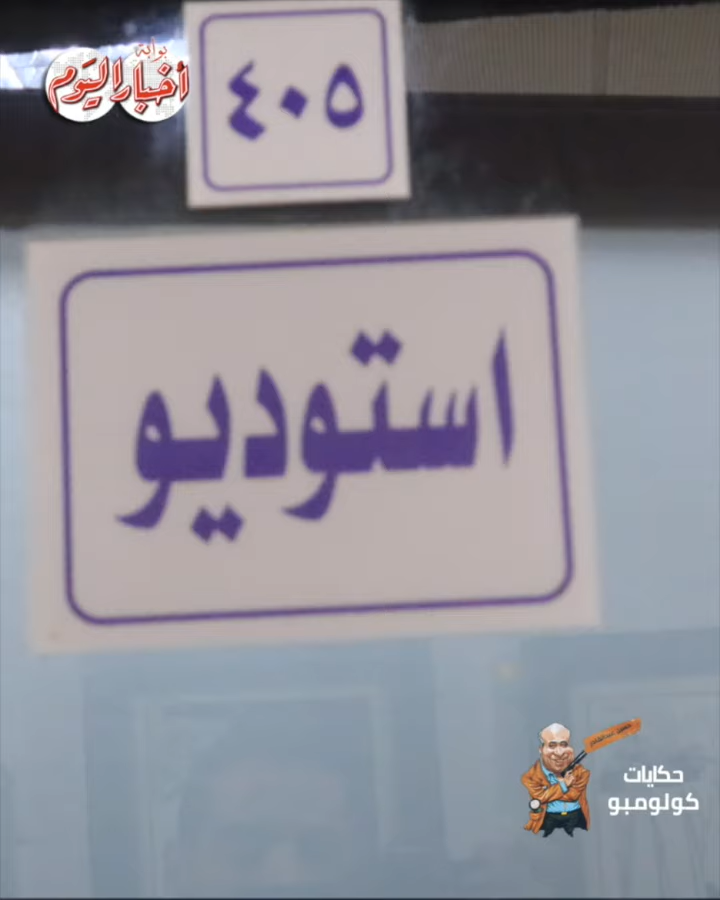 بوابة
أخبار اليوم
٤٠٥
استوديو
حكايات
كولومبو